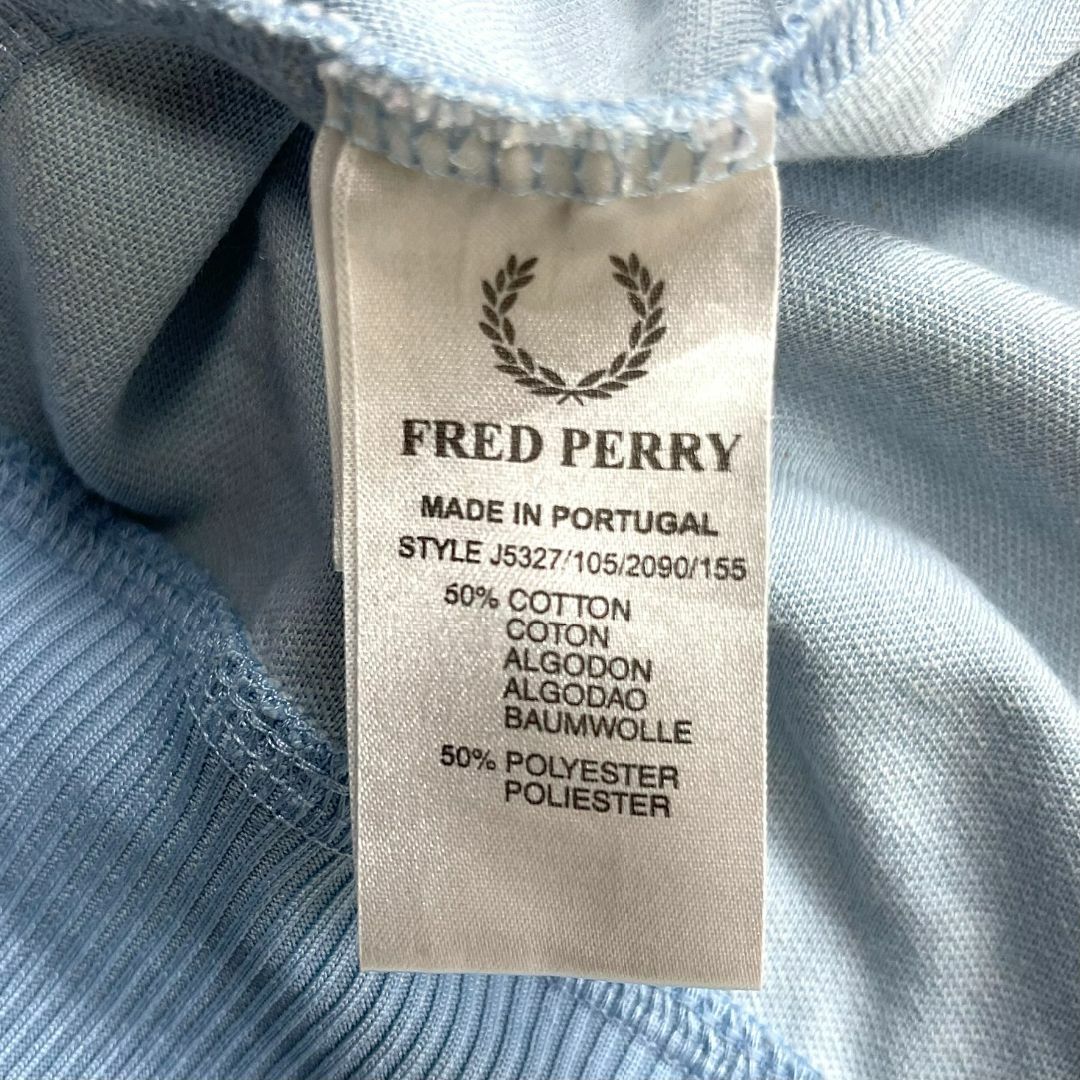 FRED PERRY
MADE IN PORTUGAL
STYLE J5327/105/2090/155
50% COTTON
COTON
ALGODON
ALGODAO
BAUMWOLLE
50% POLYESTER
POLIESTER